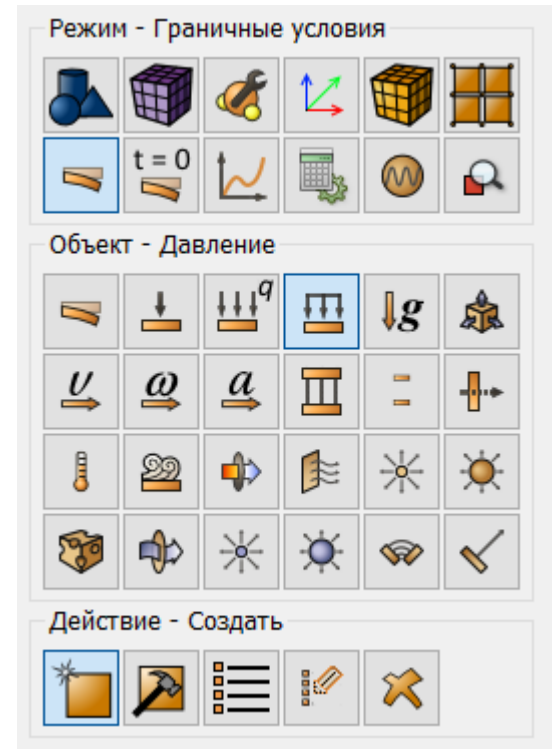 Режим - Граничные условия
t = 0
Объект - Давление
q
g
v
ω
a
Действие - Создать